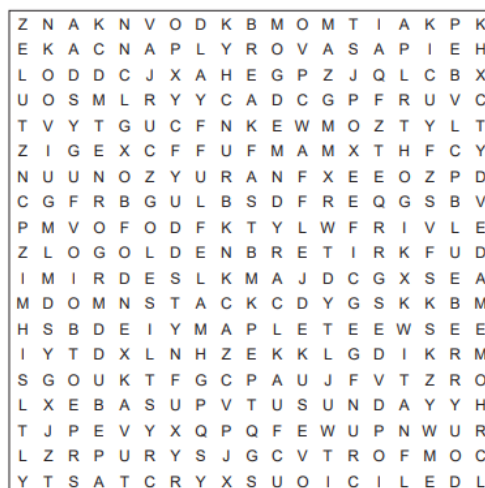 Z N A K N V O D K B M O M T I A K P K
E K A C N A P L Y R O V A S A P I E H
L O D D C J X A H E G P Z J Q L C B X
U O S M L R Y Y C A D C G P F R U V C
T V Y T G U C F N K E W M O Z T Y L T
Z I G E X C F F U F M A M X T H F C Y
N U U N O Z Y U R A N F X E E O Z P D
C G F R B G U L B S D F R E Q G S B V
P M V O F O D F K T Y L W F R I V L E
Z L O G O L D E N B R E T I R K F U D
I M I R D E S L K M A J D C G X S E A
M D O M N S T A C K C D Y G S K K B M
H S B D E I Y M A P L E T E E W S E E
I Y T D X L N H Z E K K L G D I K R M
S G O U K T F G C P A U J F V T Z R O
L X E B A S U P V T U S U N D A Y Y H
T J P E V Y X Q P Q F E W U P N W U R
L Z R P U R Y S J G C V T R O F M O C
Y T S A T C R Y X S U O I C I L E D L